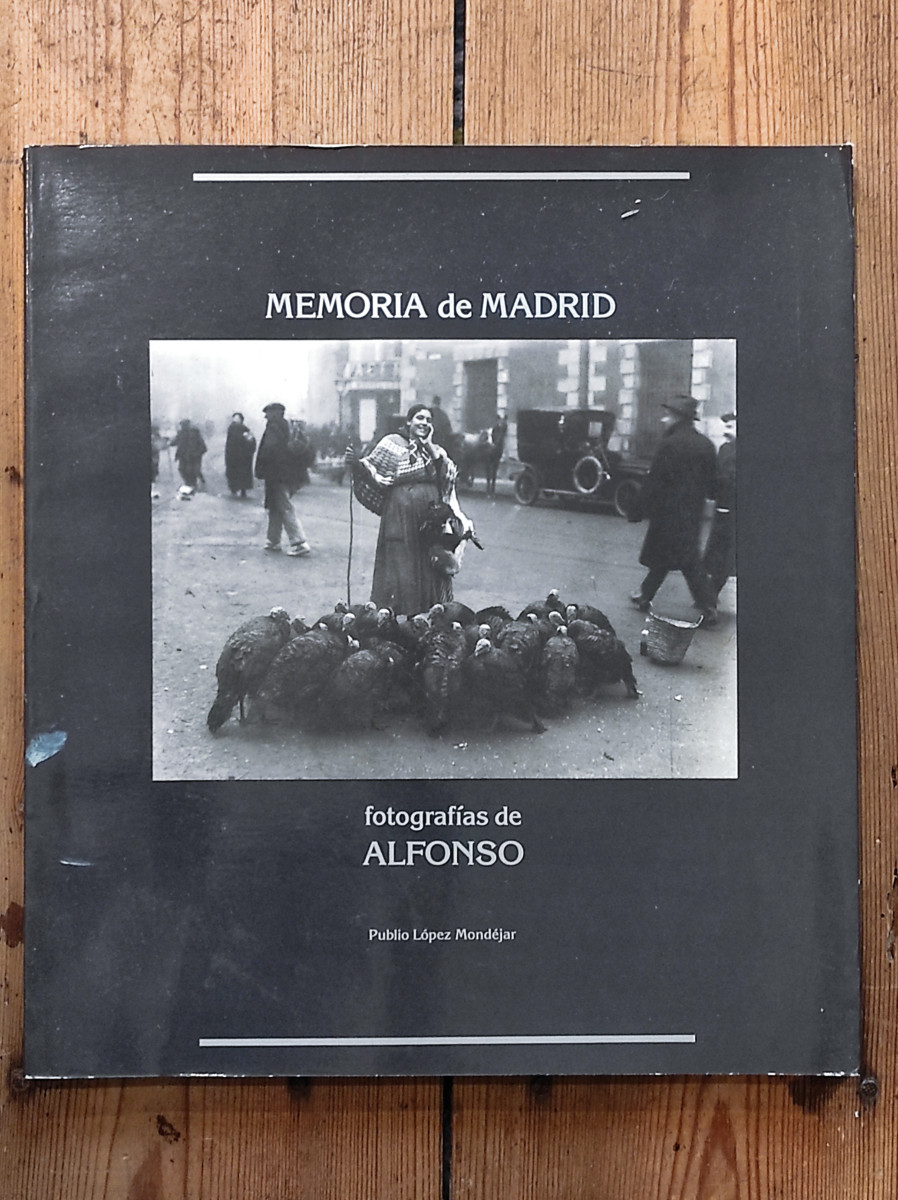 MEMORIA de MADRID
fotografías de
ALFONSO
Publio López Mondéjar